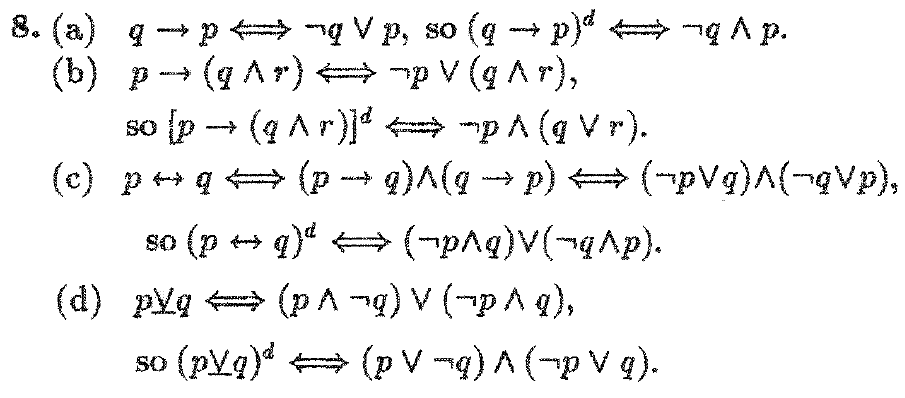 8. (a) q → p ⟺ ¬q ∨ p, so (q → p)ᵈ ⟺ ¬q ∧ p.
(b) p → (q ∧ r) ⟺ ¬p ∨ (q ∧ r),
so [p → (q ∧ r)]ᵈ ⟺ ¬p ∧ (q ∨ r).
(c) p ↔ q ⟺ (p → q)∧(q → p) ⟺ (¬p∨q)∧(¬q∨p),
so (p ↔ q)ᵈ ⟺ (¬p∧q)∨(¬q∧p).
(d) p⊻q ⟺ (p ∧ ¬q) ∨ (¬p ∧ q),
so (p⊻q)ᵈ ⟺ (p ∨ ¬q) ∧ (¬p ∨ q).